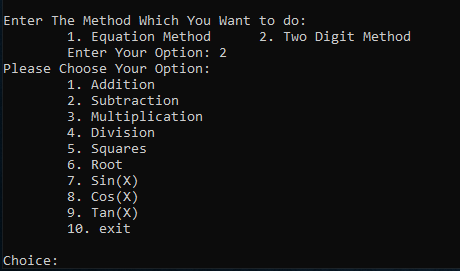 Enter The Method Which You Want to do:
1. Equation Method 2. Two Digit Method
Enter Your Option: 2
Please Choose Your Option:
1. Addition
2. Subtraction
3. Multiplication
4. Division
5. Squares
6. Root
7. Sin(X)
8. Cos(X)
9. Tan(X)
10. exit
Choice: